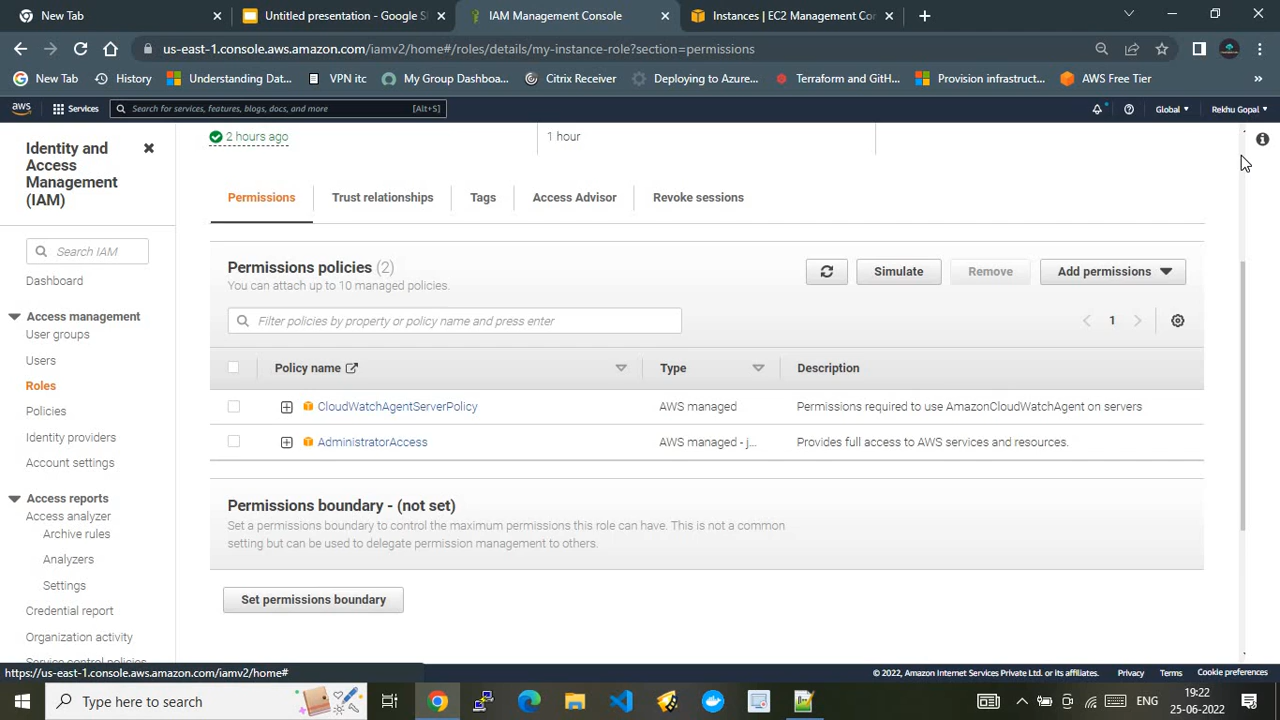 New Tab
Untitled presentation - Google S
IAM Management Console
Instances | EC2 Management Con
us-east-1.console.aws.amazon.com/iamv2/home#/roles/details/my-instance-role?section=permissions
New Tab
History
Understanding Dat...
VPN itc
My Group Dashboa...
Citrix Receiver
Deploying to Azure...
Terraform and GitH...
Provision infrastruct...
AWS Free Tier
aws
Services
Search for services, features, blogs, docs, and more
[Alt+S]
Global
Rekhu Gopal
Identity and
Access
Management
(IAM)
Search IAM
Dashboard
Access management
User groups
Users
Roles
Policies
Identity providers
Account settings
Access reports
Access analyzer
Archive rules
Analyzers
Settings
Credential report
Organization activity
Service control policies
2 hours ago
1 hour
Permissions
Trust relationships
Tags
Access Advisor
Revoke sessions
Permissions policies (2)
You can attach up to 10 managed policies.
Simulate
Remove
Add permissions
Filter policies by property or policy name and press enter
1
Policy name
Type
Description
CloudWatchAgentServerPolicy
AWS managed
Permissions required to use AmazonCloudWatchAgent on servers
AdministratorAccess
AWS managed - j...
Provides full access to AWS services and resources.
Permissions boundary - (not set)
Set a permissions boundary to control the maximum permissions this role can have. This is not a common
setting but can be used to delegate permission management to others.
Set permissions boundary
https://us-east-1.console.aws.amazon.com/iamv2/home#
© 2022, Amazon Internet Services Private Ltd. or its affiliates.
Privacy
Terms
Cookie preferences
Type here to search
ENG
19:22
25-06-2022